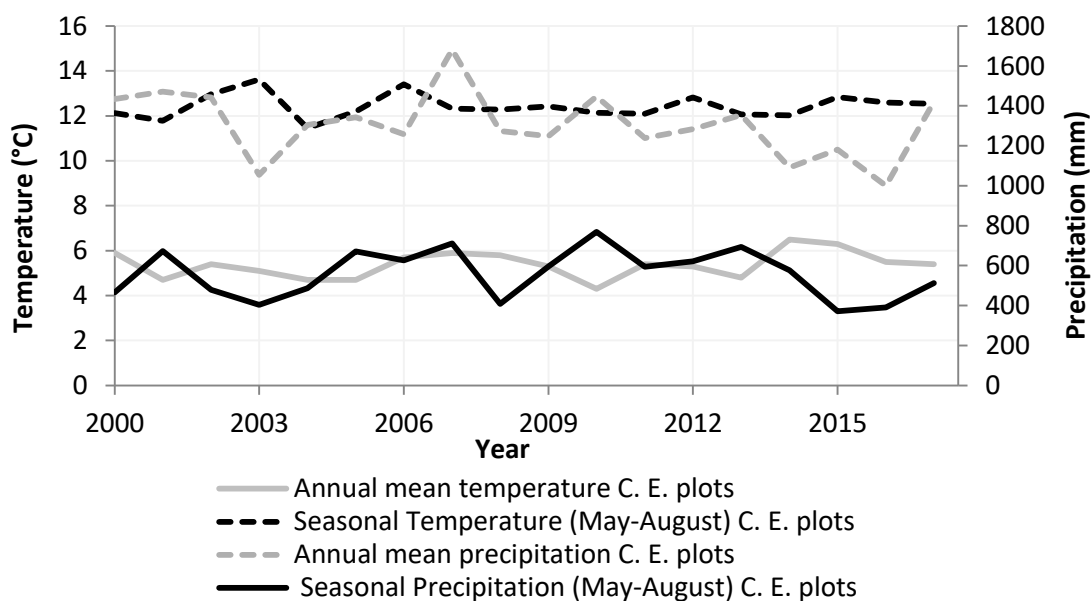 16
14
12
10
8
6
4
2
0
Temperature (°C)
1800
1600
1400
1200
1000
800
600
400
200
0
Precipitation (mm)
2000 2003 2006 2009 2012 2015
Year
Annual mean temperature C. E. plots
Seasonal Temperature (May-August) C. E. plots
Annual mean precipitation C. E. plots
Seasonal Precipitation (May-August) C. E. plots